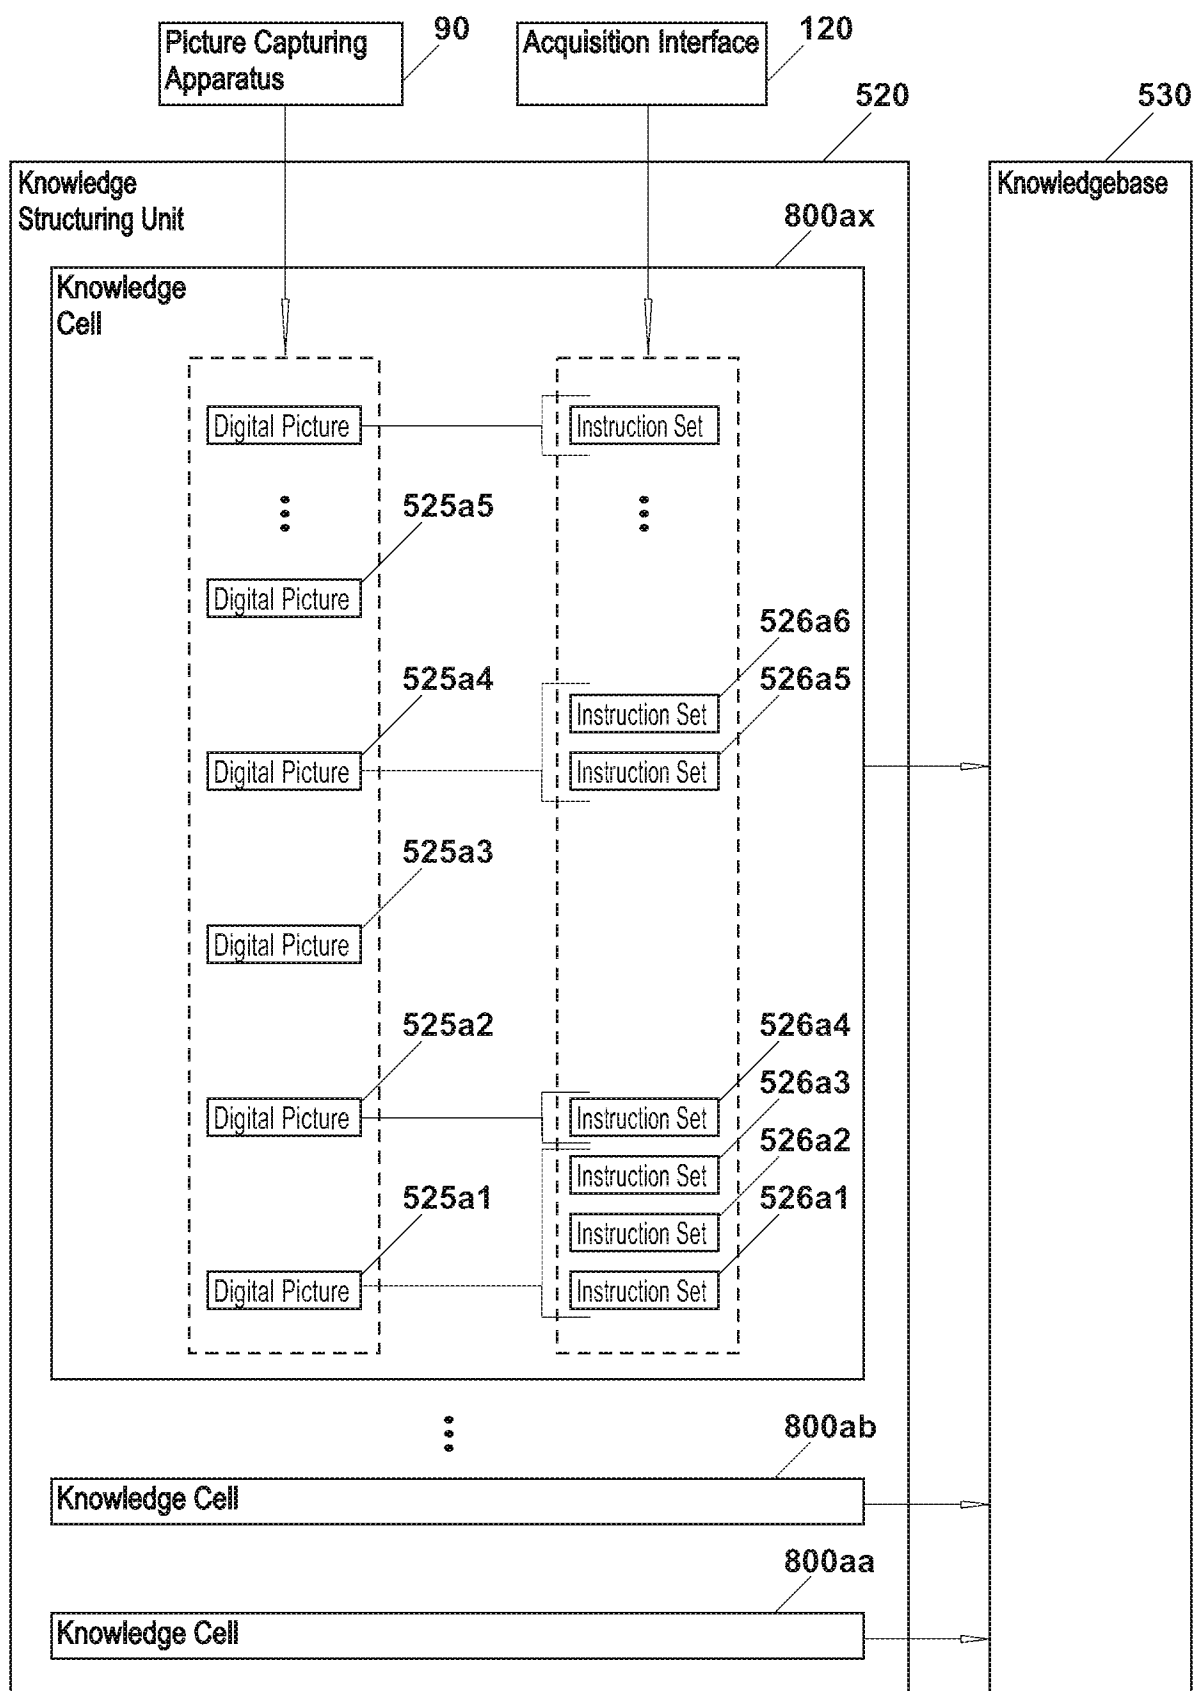 Picture Capturing
Apparatus
90
Acquisition Interface
120
520
530
Knowledge
Structuring Unit
Knowledgebase
800ax
Knowledge
Cell
Digital Picture
Instruction Set
525a5
Digital Picture
526a6
525a4
526a5
Instruction Set
Digital Picture
Instruction Set
525a3
Digital Picture
525a2
526a4
526a3
Digital Picture
Instruction Set
526a2
Instruction Set
525a1
526a1
Instruction Set
Digital Picture
Instruction Set
800ab
Knowledge Cell
800aa
Knowledge Cell